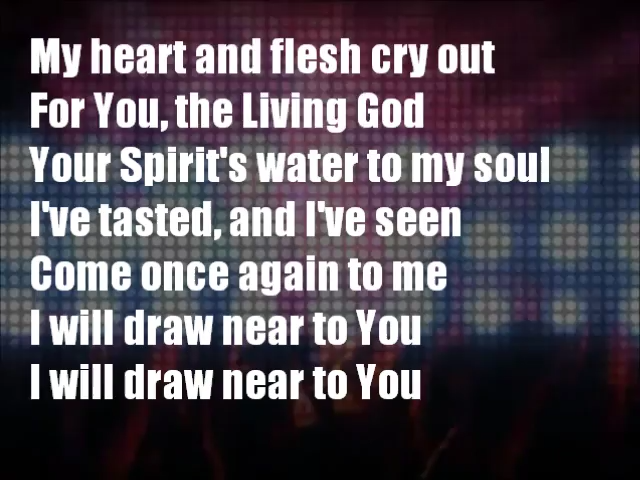 My heart and flesh cry out
For You, the Living God
Your Spirit's water to my soul
I've tasted, and I've seen
Come once again to me
I will draw near to You
I will draw near to You